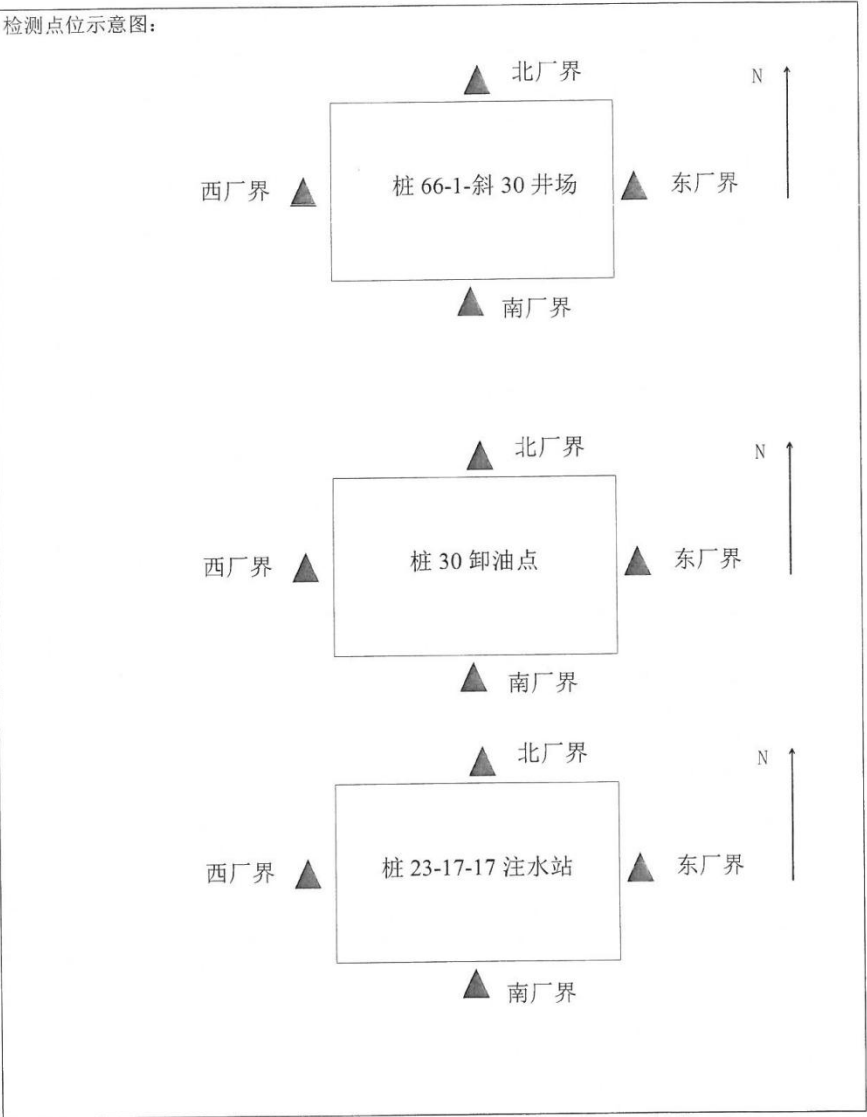 检测点位示意图：
北厂界
N
西厂界
桩 66-1-斜 30 井场
东厂界
南厂界
北厂界
N
西厂界
桩 30 卸油点
东厂界
南厂界
北厂界
N
西厂界
桩 23-17-17 注水站
东厂界
南厂界